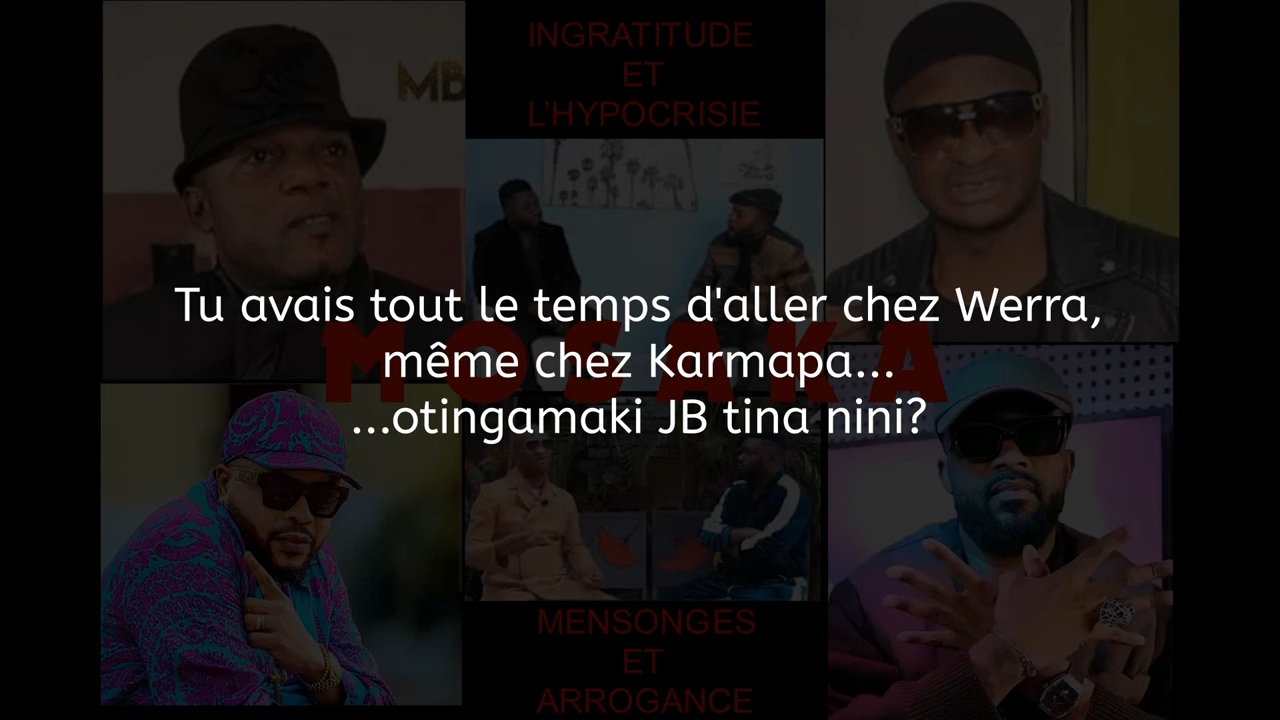 INGRATITUDE
ET
L'HYPOCRISIE
MB
Tu avais tout le temps d'aller chez Werra,
MOSAKA
même chez Karmapa...
...otingamaki JB tina nini?
MENSONGES
ET
ARROGANCE